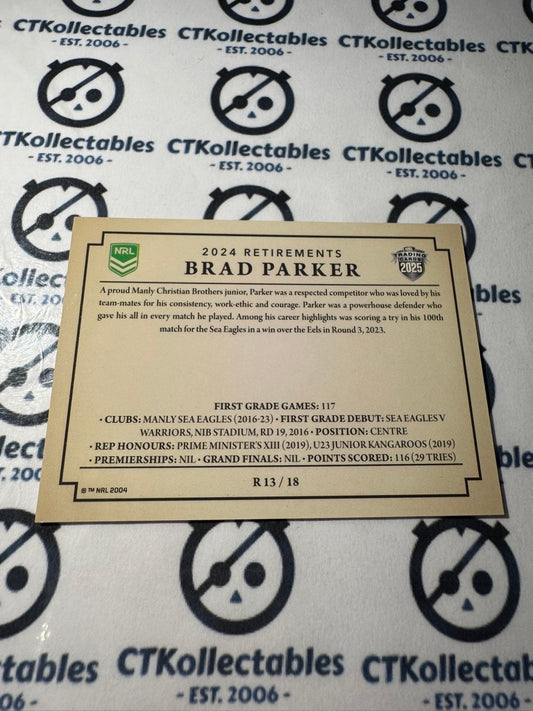 CTKollectables
- EST. 2006 -
CTKollectables
- EST. 2006 -
CTKollectables
- EST. 2006 -
TKollectables
- EST. 2006 -
CTKollectables
- EST. 2006 -
CTKollectables
- EST. 2006 -
NRL
2024 RETIREMENTS
BRAD PARKER
TRADING CARDS
2025
A proud Manly Christian Brothers junior, Parker was a respected competitor who was loved by his
team-mates for his consistency, work-ethic and courage. Parker was a powerhouse defender who
gave his all in every match he played. Among his career highlights was scoring a try in his 100th
match for the Sea Eagles in a win over the Eels in Round 3, 2023.
FIRST GRADE GAMES: 117
• CLUBS: MANLY SEA EAGLES (2016-23) • FIRST GRADE DEBUT: SEA EAGLES V
WARRIORS, NIB STADIUM, RD 19, 2016 • POSITION: CENTRE
• REP HONOURS: PRIME MINISTER'S XIII (2019), U23 JUNIOR KANGAROOS (2019)
• PREMIERSHIPS: NIL • GRAND FINALS: NIL • POINTS SCORED: 116 (29 TRIES)
R 13 / 18
® ™ NRL 2004
ctables
06 -
CTKollectables
- EST. 2006 -
CTKollectab
- EST. 2006 -